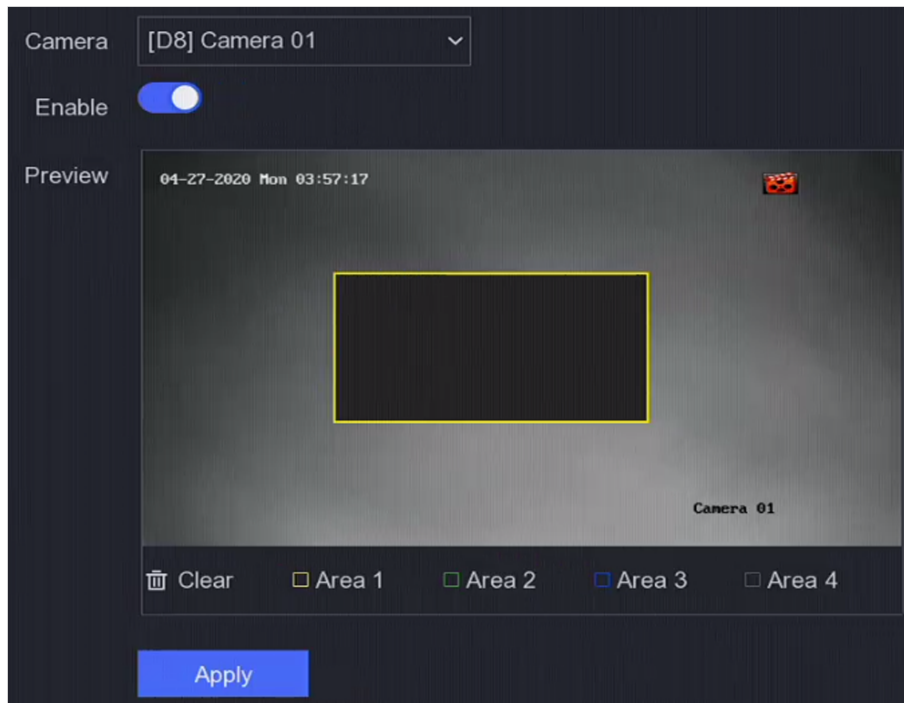 Camera [D8] Camera 01
Enable
Preview
04-27-2020 Mon 03:57:17
Camera 01
Clear Area 1 Area 2 Area 3 Area 4
Apply